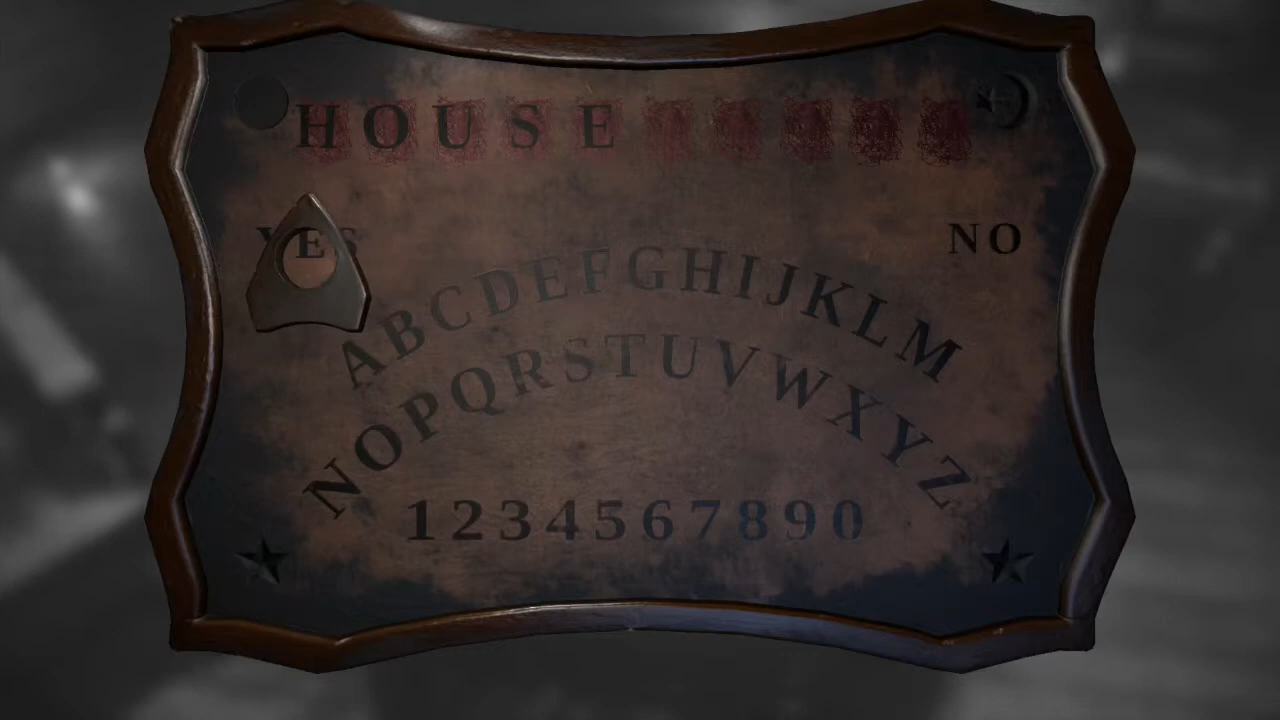 HOUSE
YES NO
ABCDEFGHIJKLM
NOPQRSTUVWXYZ
1234567890